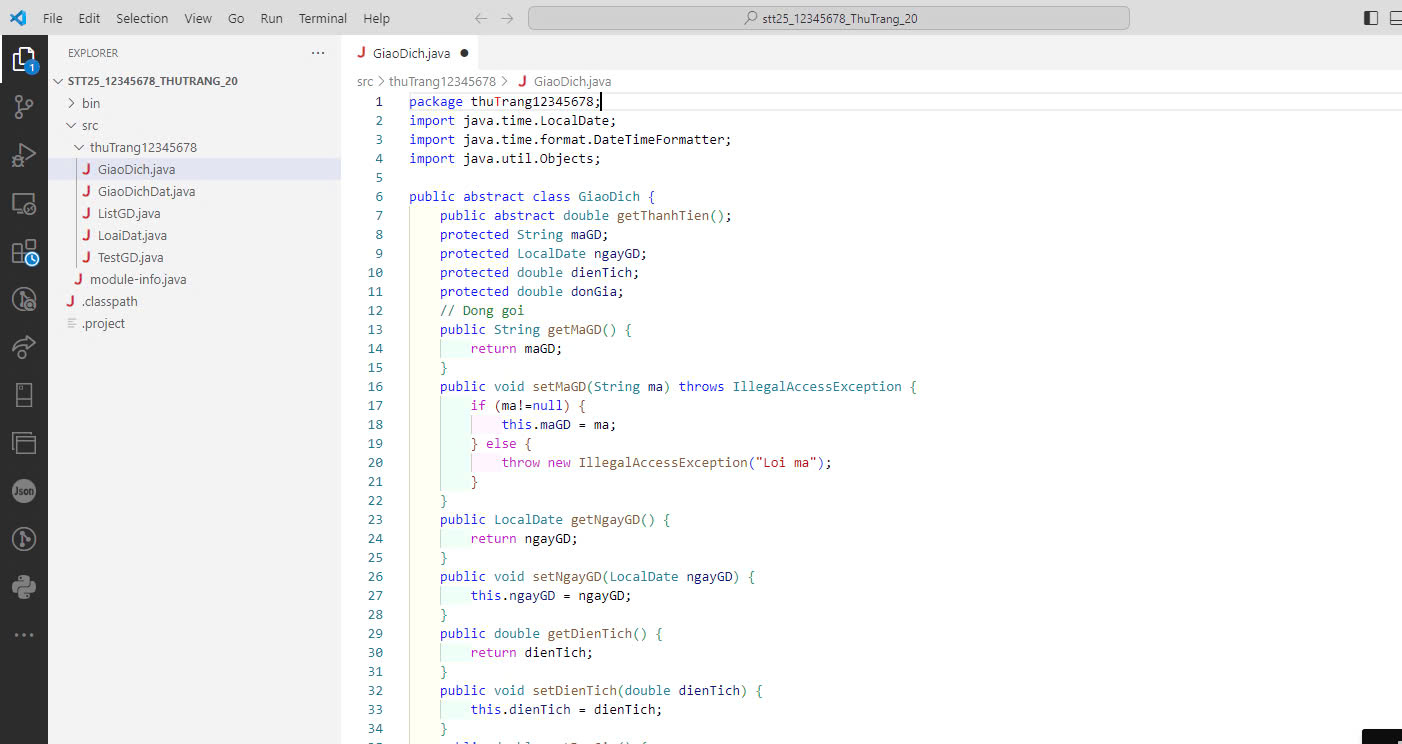 File Edit Selection View Go Run Terminal Help
stt25_12345678_ThuTrang_20
EXPLORER
1
STT25_12345678_THUTRANG_20
bin
src
thuTrang12345678
GiaoDich.java
GiaoDichDat.java
ListGD.java
LoaiDat.java
TestGD.java
module-info.java
.classpath
.project
Json
GiaoDich.java
src > thuTrang12345678 > GiaoDich.java
1 package thuTrang12345678;
2 import java.time.LocalDate;
3 import java.time.format.DateTimeFormatter;
4 import java.util.Objects;
5
6 public abstract class GiaoDich {
7 public abstract double getThanhTien();
8 protected String maGD;
9 protected LocalDate ngayGD;
10 protected double dienTich;
11 protected double donGia;
12 // Dong goi
13 public String getMaGD() {
14 return maGD;
15 }
16 public void setMaGD(String ma) throws IllegalAccessException {
17 if (ma!=null) {
18 this.maGD = ma;
19 } else {
20 throw new IllegalAccessException("Loi ma");
21 }
22 }
23 public LocalDate getNgayGD() {
24 return ngayGD;
25 }
26 public void setNgayGD(LocalDate ngayGD) {
27 this.ngayGD = ngayGD;
28 }
29 public double getDienTich() {
30 return dienTich;
31 }
32 public void setDienTich(double dienTich) {
33 this.dienTich = dienTich;
34 }